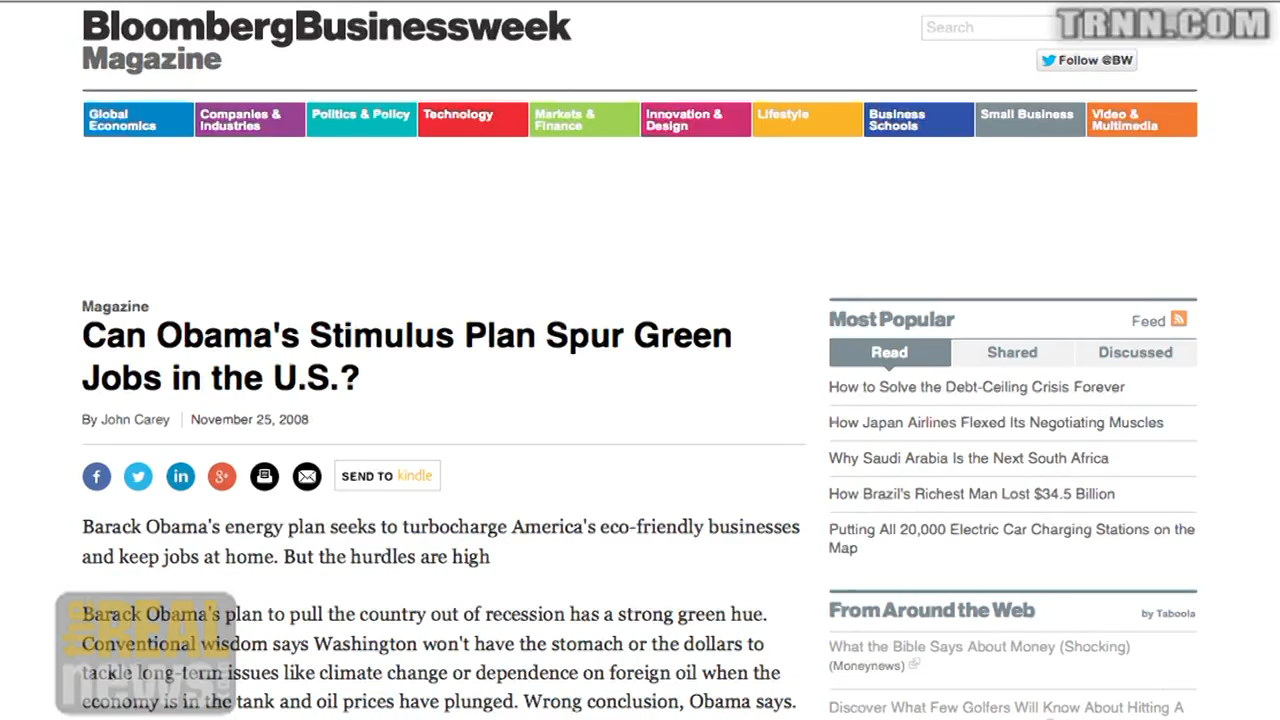 BloombergBusinessweek
Magazine
Search
TRNN.COM
Follow @BW
Global
Economics
Companies &
Industries
Politics & Policy
Technology
Markets &
Finance
Innovation &
Design
Lifestyle
Business
Schools
Small Business
Video &
Multimedia
Magazine
Can Obama's Stimulus Plan Spur Green
Jobs in the U.S.?
By John Carey
November 25, 2008
SEND TO kindle
Barack Obama's energy plan seeks to turbocharge America's eco-friendly businesses
and keep jobs at home. But the hurdles are high
Barack Obama's plan to pull the country out of recession has a strong green hue.
Conventional wisdom says Washington won't have the stomach or the dollars to
tackle long-term issues like climate change or dependence on foreign oil when the
economy is in the tank and oil prices have plunged. Wrong conclusion, Obama says.
Most Popular
Feed
Read
Shared
Discussed
How to Solve the Debt-Ceiling Crisis Forever
How Japan Airlines Flexed Its Negotiating Muscles
Why Saudi Arabia Is the Next South Africa
How Brazil's Richest Man Lost $34.5 Billion
Putting All 20,000 Electric Car Charging Stations on the
Map
From Around the Web
by Taboola
What the Bible Says About Money (Shocking)
(Moneynews)
Discover What Few Golfers Will Know About Hitting A
the REAL
news